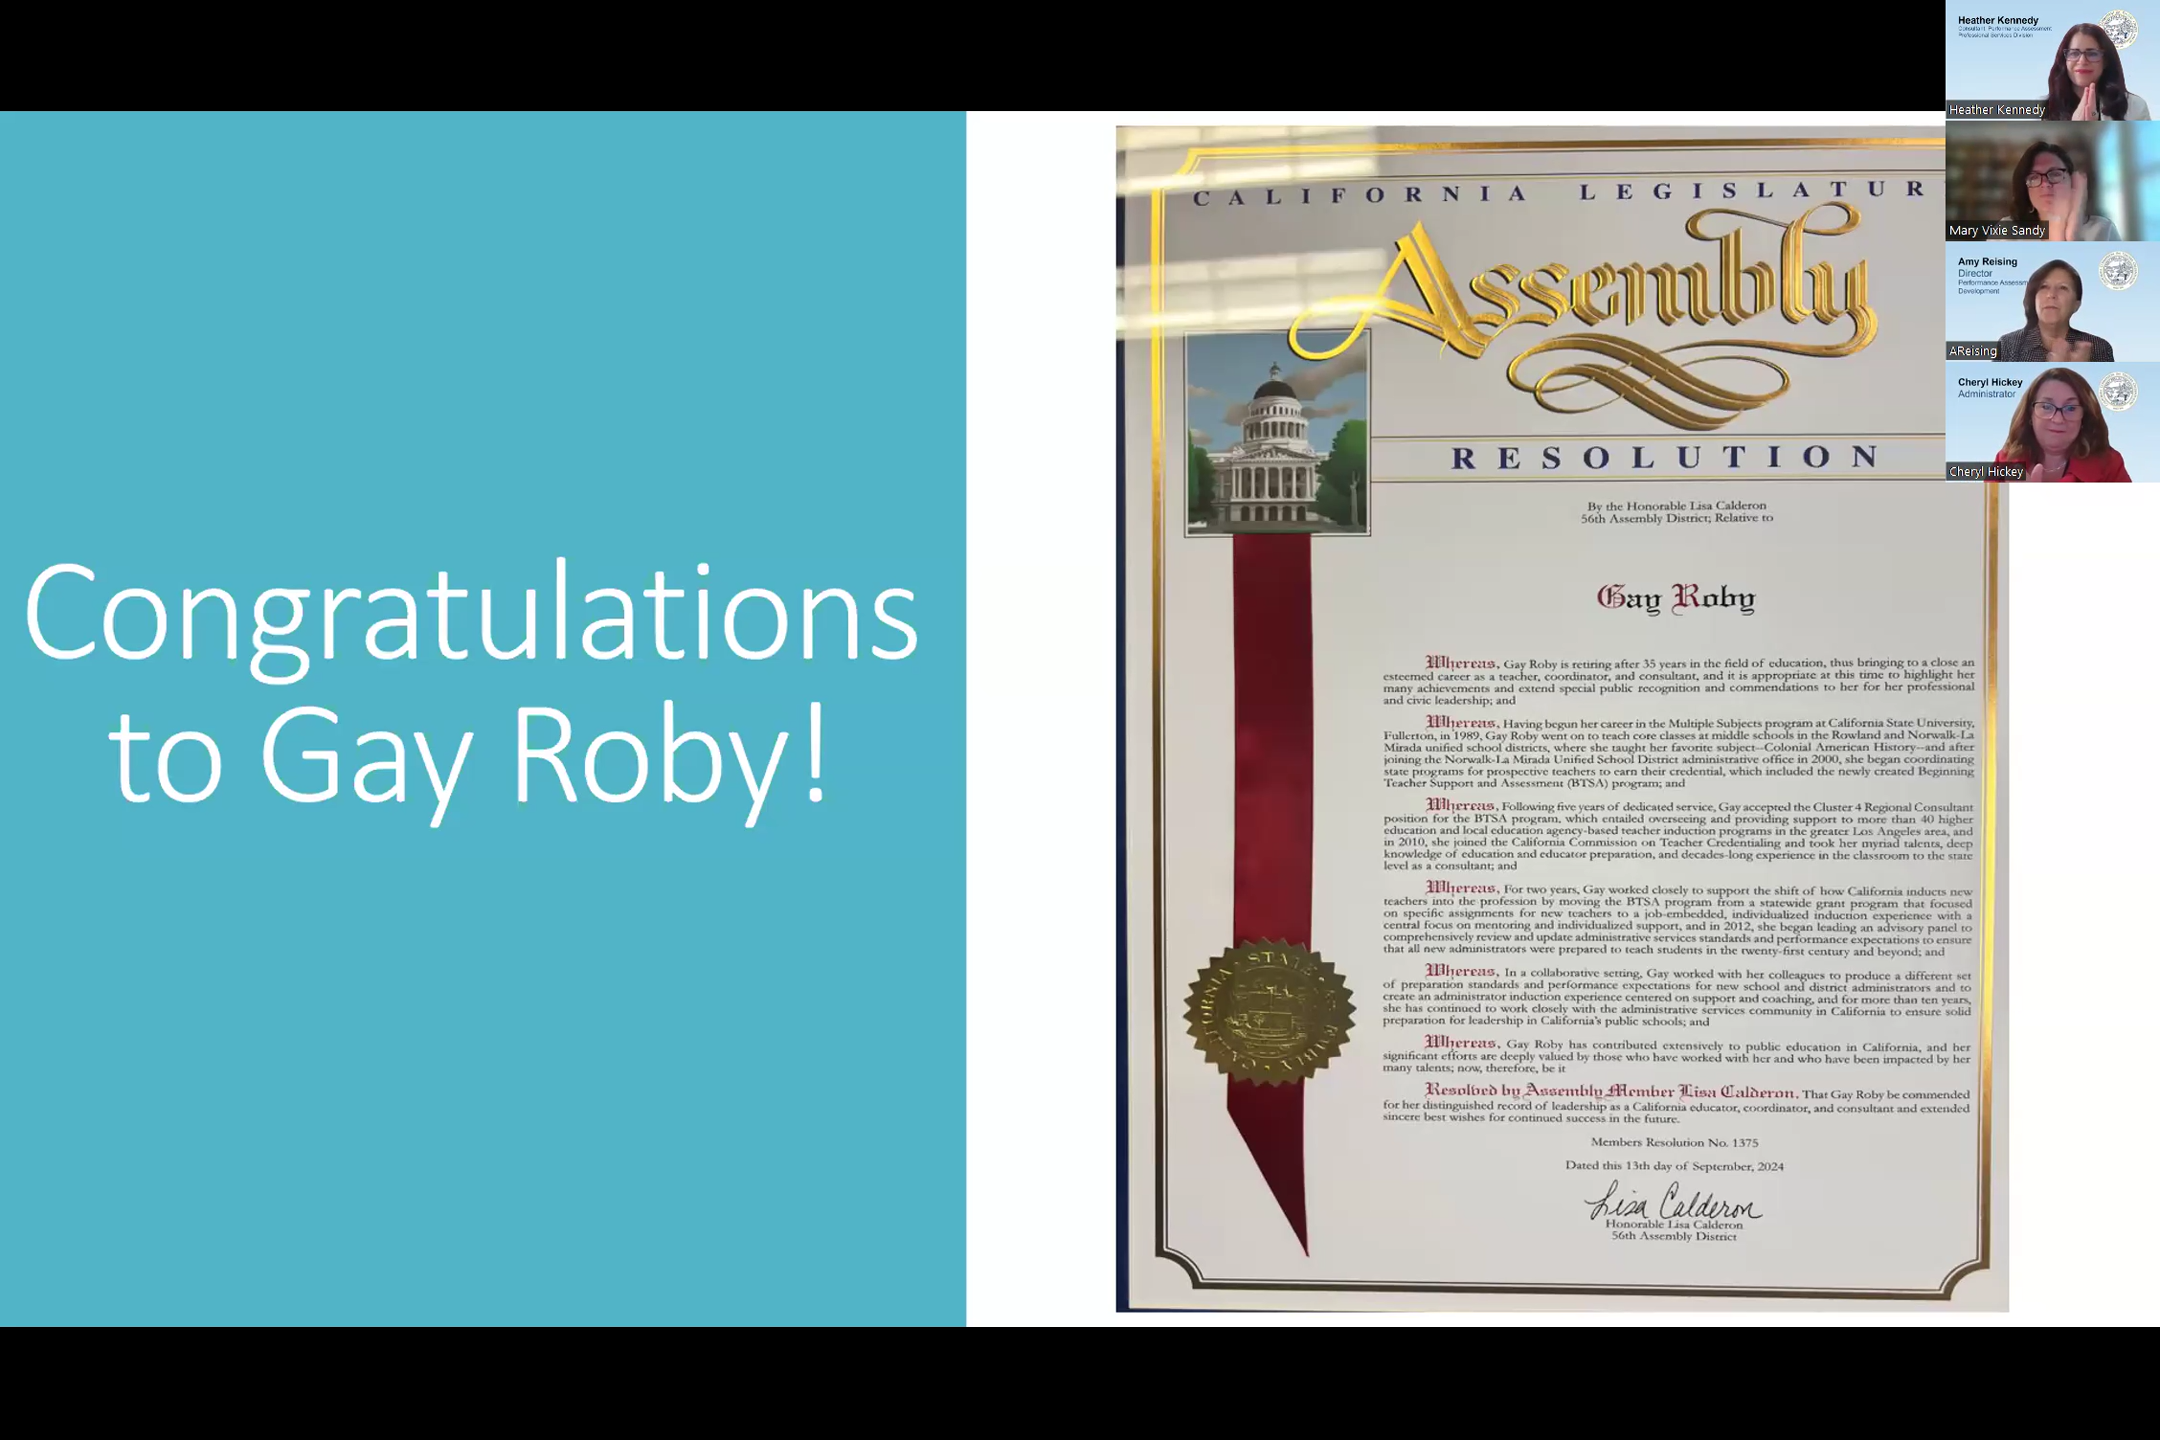 Congratulations
to Gay Roby!
CALIFORNIA LEGISLATUR
Assembly
RESOLUTION
By the Honorable Lisa Calderon
56th Assembly District; Relative to
Gay Roby
Whereas, Gay Roby is retiring after 35 years in the field of education, thus bringing to a close an
esteemed career as a teacher, coordinator, and consultant, and it is appropriate at this time to highlight her
many achievements and extend special public recognition and commendations to her for her professional
and civic leadership; and
Whereas, Having begun her career in the Multiple Subjects program at California State University,
Fullerton, in 1989, Gay Roby went on to teach core classes at middle schools in the Rowland and Norwalk-La
Mirada unified school districts, where she taught her favorite subject—Colonial American History—and after
joining the Norwalk-La Mirada Unified School District administrative office in 2000, she began coordinating
state programs for prospective teachers to earn their credential, which included the newly created Beginning
Teacher Support and Assessment (BTSA) program; and
Whereas, Following five years of dedicated service, Gay accepted the Cluster 4 Regional Consultant
position for the BTSA program, which entailed overseeing and providing support to more than 40 higher
education and local education agency-based teacher induction programs in the greater Los Angeles area, and
in 2010, she joined the California Commission on Teacher Credentialing and took her myriad talents, deep
knowledge of education and educator preparation, and decades-long experience in the classroom to the state
level as a consultant; and
Whereas, For two years, Gay worked closely to support the shift of how California inducts new
teachers into the profession by moving the BTSA program from a statewide grant program that focused
on specific assignments for new teachers to a job-embedded, individualized induction experience with a
central focus on mentoring and individualized support, and in 2012, she began leading an advisory panel to
comprehensively review and update administrative services standards and performance expectations to ensure
that all new administrators were prepared to teach students in the twenty-first century and beyond; and
Whereas, In a collaborative setting, Gay worked with her colleagues to produce a different set
of preparation standards and performance expectations for new school and district administrators and to
create an administrator induction experience centered on support and coaching, and for more than ten years,
she has continued to work closely with the administrative services community in California to ensure solid
preparation for leadership in California's public schools; and
Whereas, Gay Roby has contributed extensively to public education in California, and her
significant efforts are deeply valued by those who have worked with her and who have been impacted by her
many talents; now, therefore, be it
Resolved by Assembly Member Lisa Calderon, That Gay Roby be commended
for her distinguished record of leadership as a California educator, coordinator, and consultant and extended
sincere best wishes for continued success in the future.
Members Resolution No. 1375
Dated this 13th day of September, 2024
Lisa Calderon
Honorable Lisa Calderon
56th Assembly District
Heather Kennedy
Consultant, Performance Assessment
Professional Services Division
Heather Kennedy
Mary Vixie Sandy
Amy Reising
Director
Performance Assessm
Development
AReising
Cheryl Hickey
Administrator
Cheryl Hickey